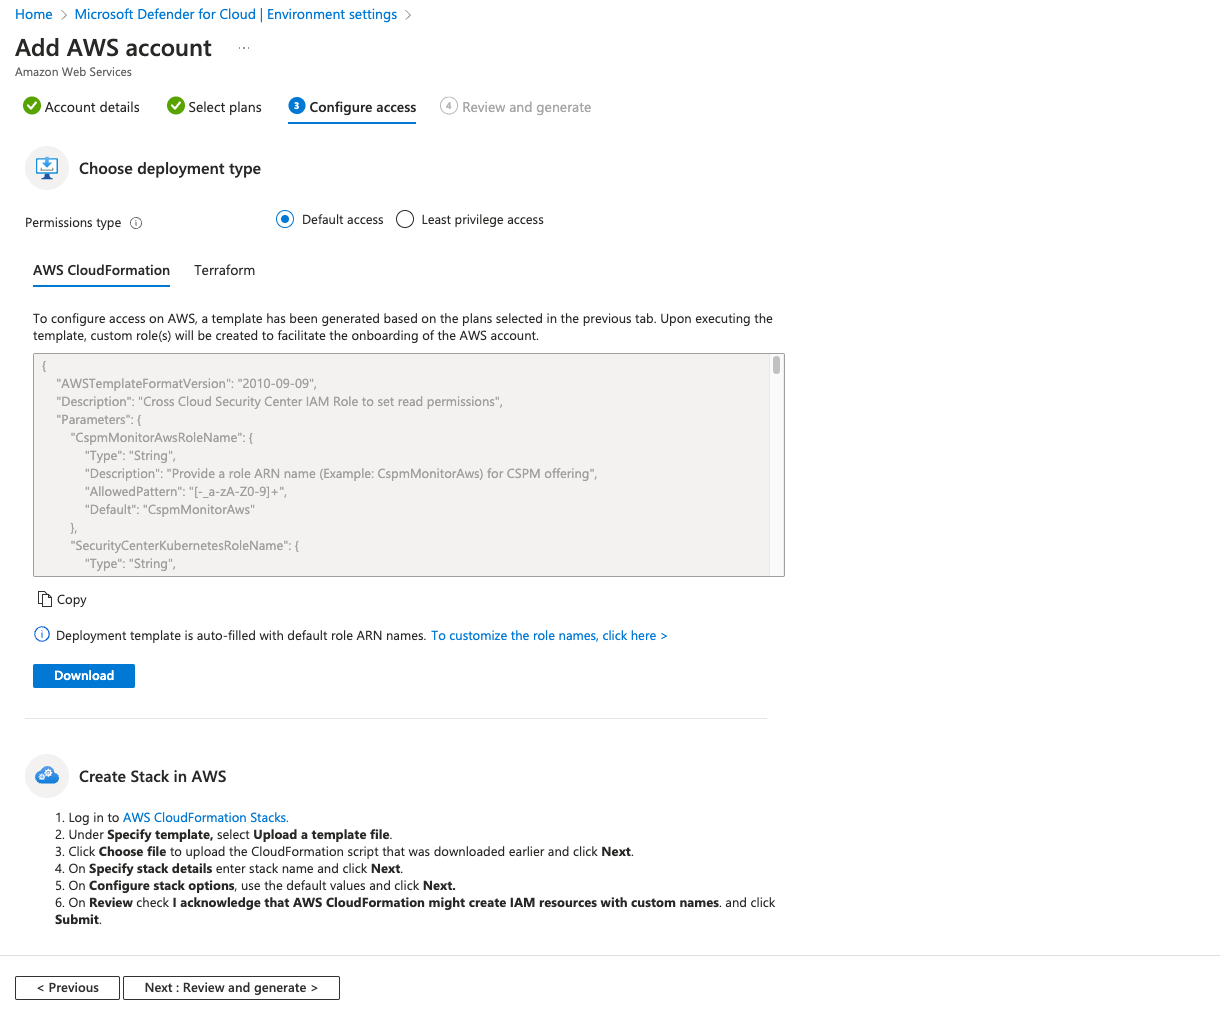 Home > Microsoft Defender for Cloud | Environment settings >
Add AWS account ...
Amazon Web Services
Account details Select plans 3 Configure access 4 Review and generate
Choose deployment type
Permissions type Default access Least privilege access
AWS CloudFormation Terraform
To configure access on AWS, a template has been generated based on the plans selected in the previous tab. Upon executing the
template, custom role(s) will be created to facilitate the onboarding of the AWS account.
{
"AWSTemplateFormatVersion": "2010-09-09",
"Description": "Cross Cloud Security Center IAM Role to set read permissions",
"Parameters": {
"CspmMonitorAwsRoleName": {
"Type": "String",
"Description": "Provide a role ARN name (Example: CspmMonitorAws) for CSPM offering",
"AllowedPattern": "[-_a-zA-Z0-9]+",
"Default": "CspmMonitorAws"
},
"SecurityCenterKubernetesRoleName": {
"Type": "String",
Copy
Deployment template is auto-filled with default role ARN names. To customize the role names, click here >
Download
Create Stack in AWS
1. Log in to AWS CloudFormation Stacks.
2. Under Specify template, select Upload a template file.
3. Click Choose file to upload the CloudFormation script that was downloaded earlier and click Next.
4. On Specify stack details enter stack name and click Next.
5. On Configure stack options, use the default values and click Next.
6. On Review check I acknowledge that AWS CloudFormation might create IAM resources with custom names. and click
Submit.
< Previous Next : Review and generate >